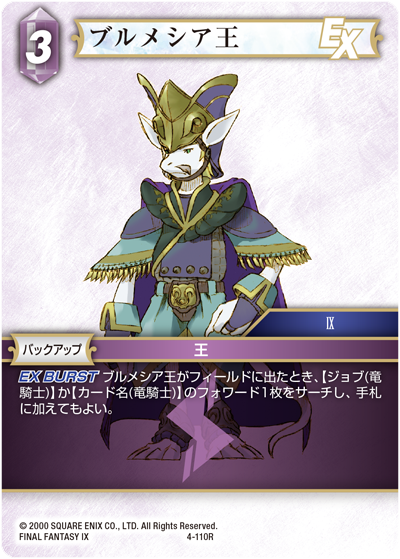 3
ブルメシア王
EX
IX
バックアップ
王
EX BURST ブルメシア王がフィールドに出たとき、【ジョブ(竜
騎士)】か【カード名(竜騎士)】のフォワード1枚をサーチし、手札
に加えてもよい。
© 2000 SQUARE ENIX CO., LTD. All Rights Reserved.
FINAL FANTASY IX
4-110R